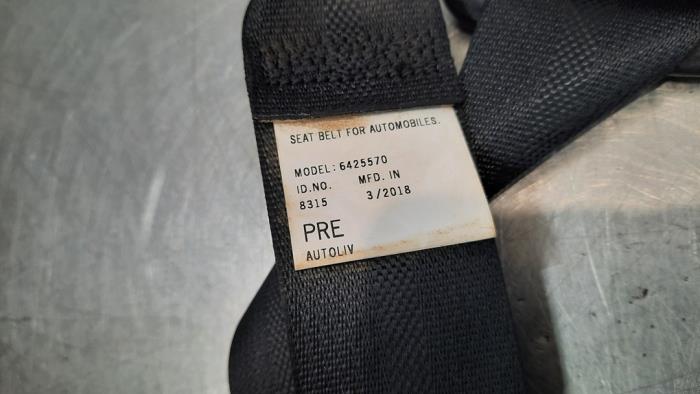 SEAT BELT FOR AUTOMOBILES.
MODEL: 6425570
ID.NO. MFD. IN
8315 3/2018
PRE
AUTOLIV